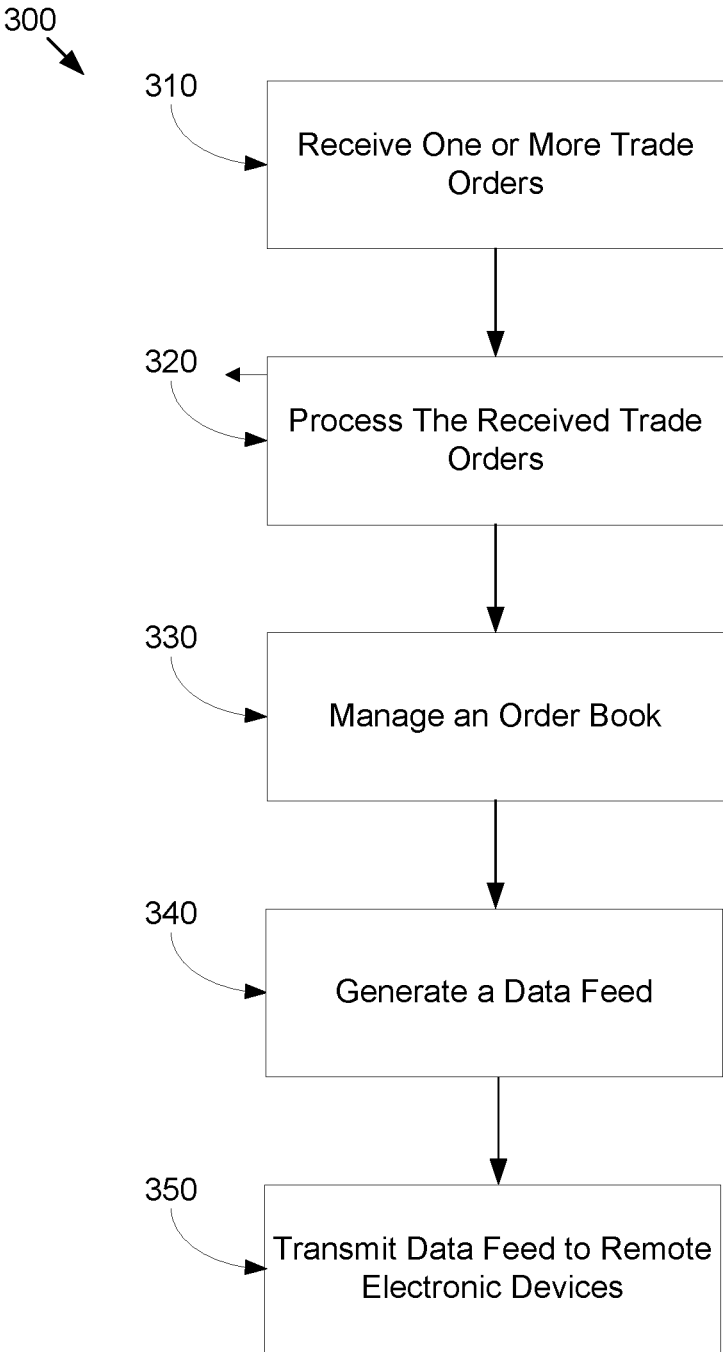 300
310
Receive One or More Trade
Orders
320
Process The Received Trade
Orders
330
Manage an Order Book
340
Generate a Data Feed
350
Transmit Data Feed to Remote
Electronic Devices